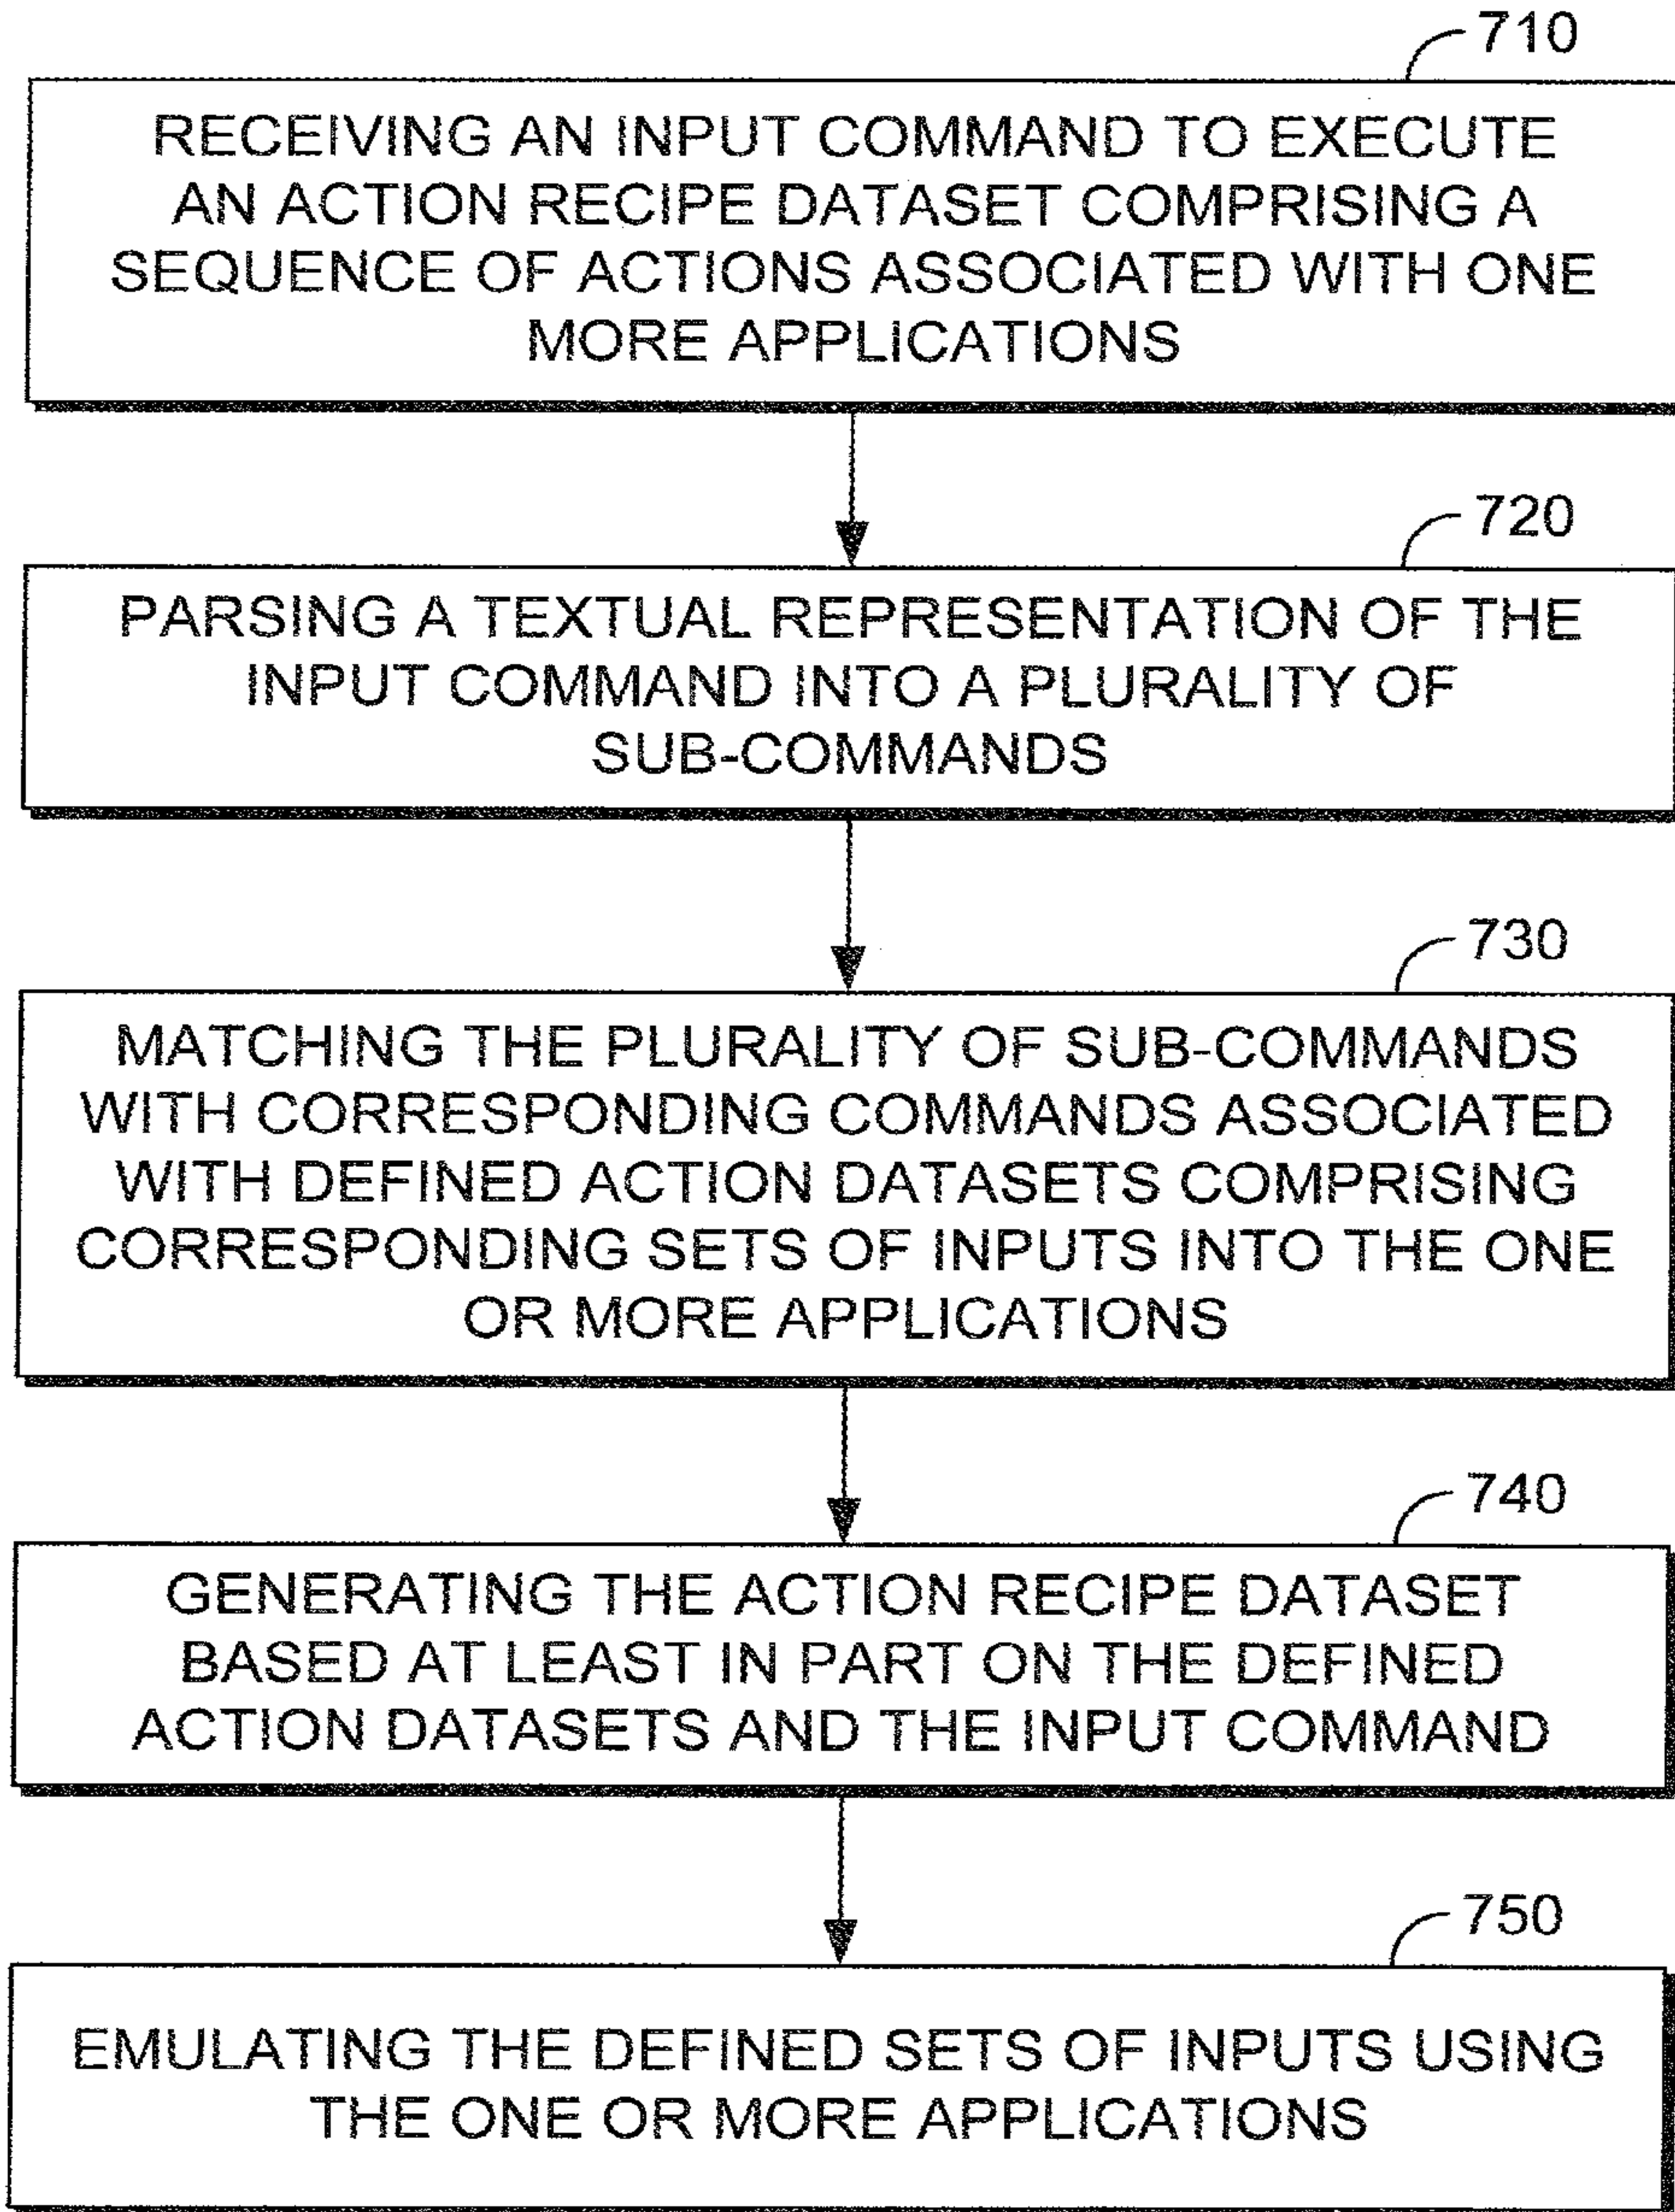 710
RECEIVING AN INPUT COMMAND TO EXECUTE
AN ACTION RECIPE DATASET COMPRISING A
SEQUENCE OF ACTIONS ASSOCIATED WITH ONE
MORE APPLICATIONS
720
PARSING A TEXTUAL REPRESENTATION OF THE
INPUT COMMAND INTO A PLURALITY OF
SUB-COMMANDS
730
MATCHING THE PLURALITY OF SUB-COMMANDS
WITH CORRESPONDING COMMANDS ASSOCIATED
WITH DEFINED ACTION DATASETS COMPRISING
CORRESPONDING SETS OF INPUTS INTO THE ONE
OR MORE APPLICATIONS
740
GENERATING THE ACTION RECIPE DATASET
BASED AT LEAST IN PART ON THE DEFINED
ACTION DATASETS AND THE INPUT COMMAND
750
EMULATING THE DEFINED SETS OF INPUTS USING
THE ONE OR MORE APPLICATIONS